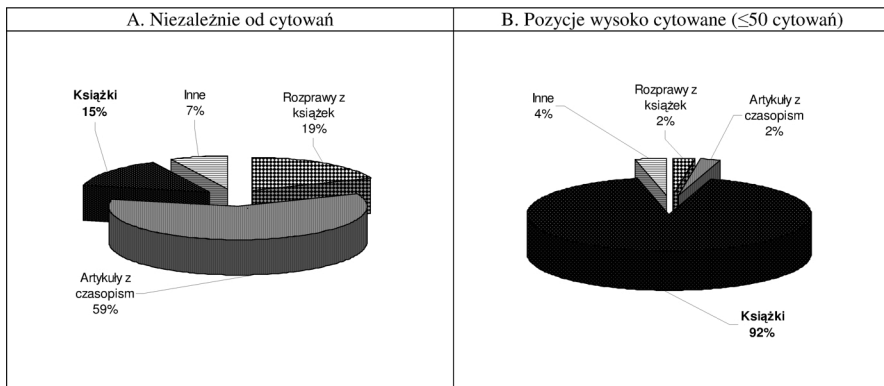 A. Niezależnie od cytowań
B. Pozycje wysoko cytowane (≤50 cytowań)
Książki
15%
Inne
7%
Rozprawy z
książek
19%
Artykuły z
czasopism
59%
Inne
4%
Rozprawy z
książek
2%
Artykuły z
czasopism
2%
Książki
92%